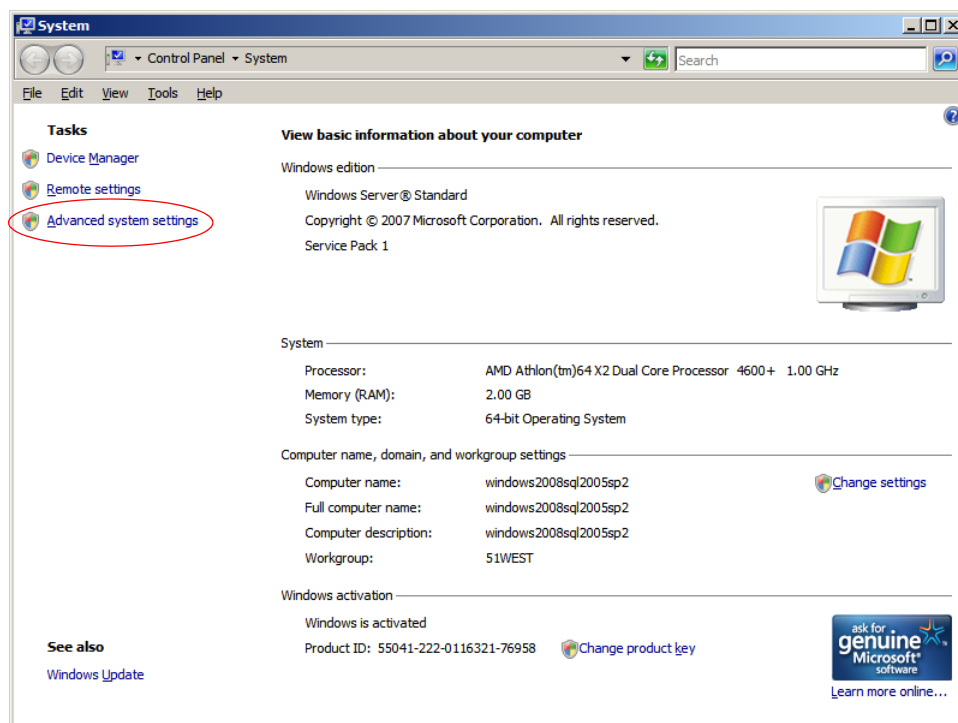 System
Control Panel System
Search
File Edit View Tools Help
Tasks
Device Manager
Remote settings
Advanced system settings
View basic information about your computer
Windows edition
Windows Server® Standard
Copyright © 2007 Microsoft Corporation. All rights reserved.
Service Pack 1
System
Processor: AMD Athlon(tm)64 X2 Dual Core Processor 4600+ 1.00 GHz
Memory (RAM): 2.00 GB
System type: 64-bit Operating System
Computer name, domain, and workgroup settings
Computer name: windows2008sql2005sp2 Change settings
Full computer name: windows2008sql2005sp2
Computer description: windows2008sql2005sp2
Workgroup: 51WEST
Windows activation
Windows is activated
Product ID: 55041-222-0116321-76958 Change product key
ask for
genuine
Microsoft®
software
Learn more online...
See also
Windows Update